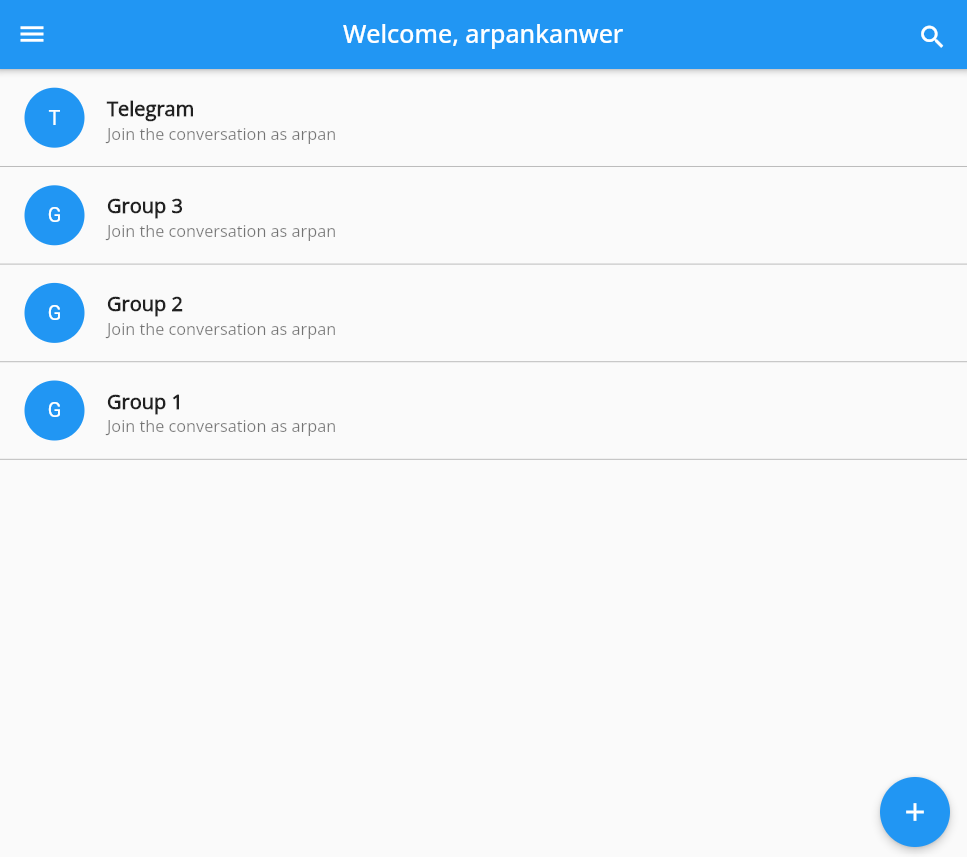 Welcome, arpankanwer
T
Telegram
Join the conversation as arpan
G
Group 3
Join the conversation as arpan
G
Group 2
Join the conversation as arpan
G
Group 1
Join the conversation as arpan
+